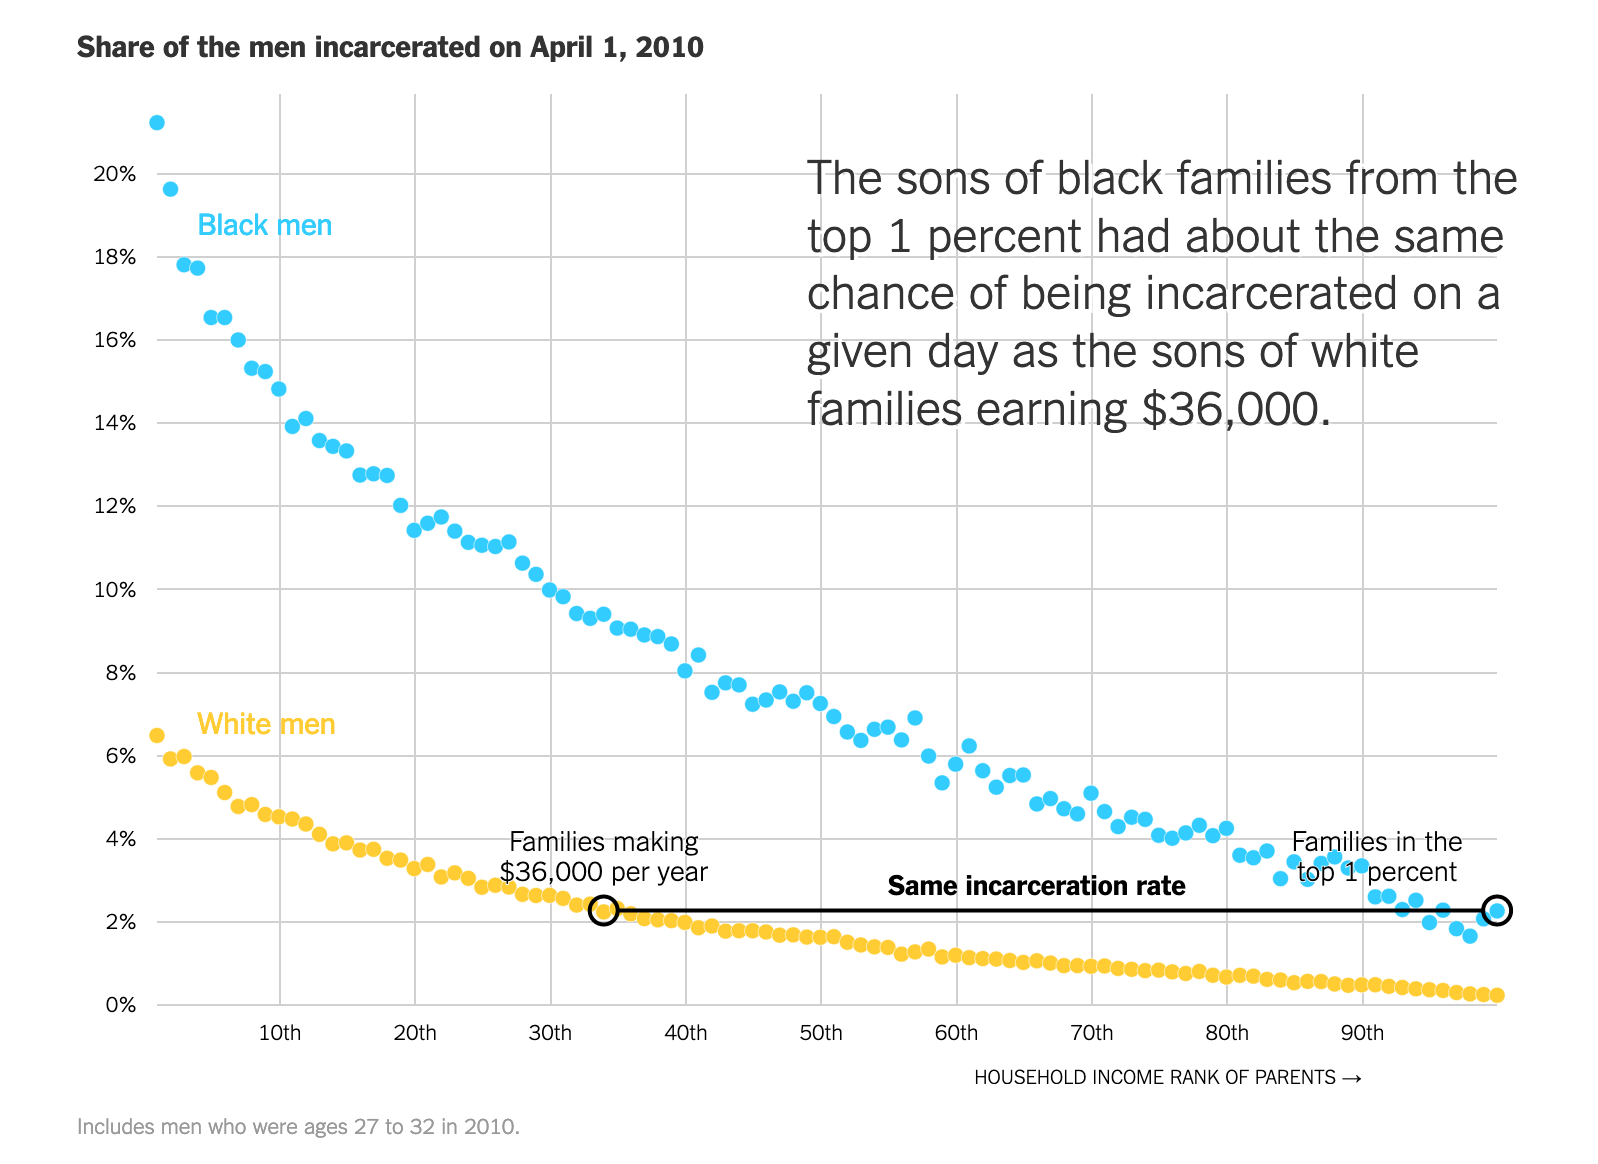 Share of the men incarcerated on April 1, 2010
20%
18%
16%
14%
12%
10%
8%
6%
4%
2%
0%
Black men
White men
The sons of black families from the
top 1 percent had about the same
chance of being incarcerated on a
given day as the sons of white
families earning $36,000.
Families making
$36,000 per year
Same incarceration rate
Families in the
top 1 percent
10th
20th
30th
40th
50th
60th
70th
80th
90th
HOUSEHOLD INCOME RANK OF PARENTS →
Includes men who were ages 27 to 32 in 2010.